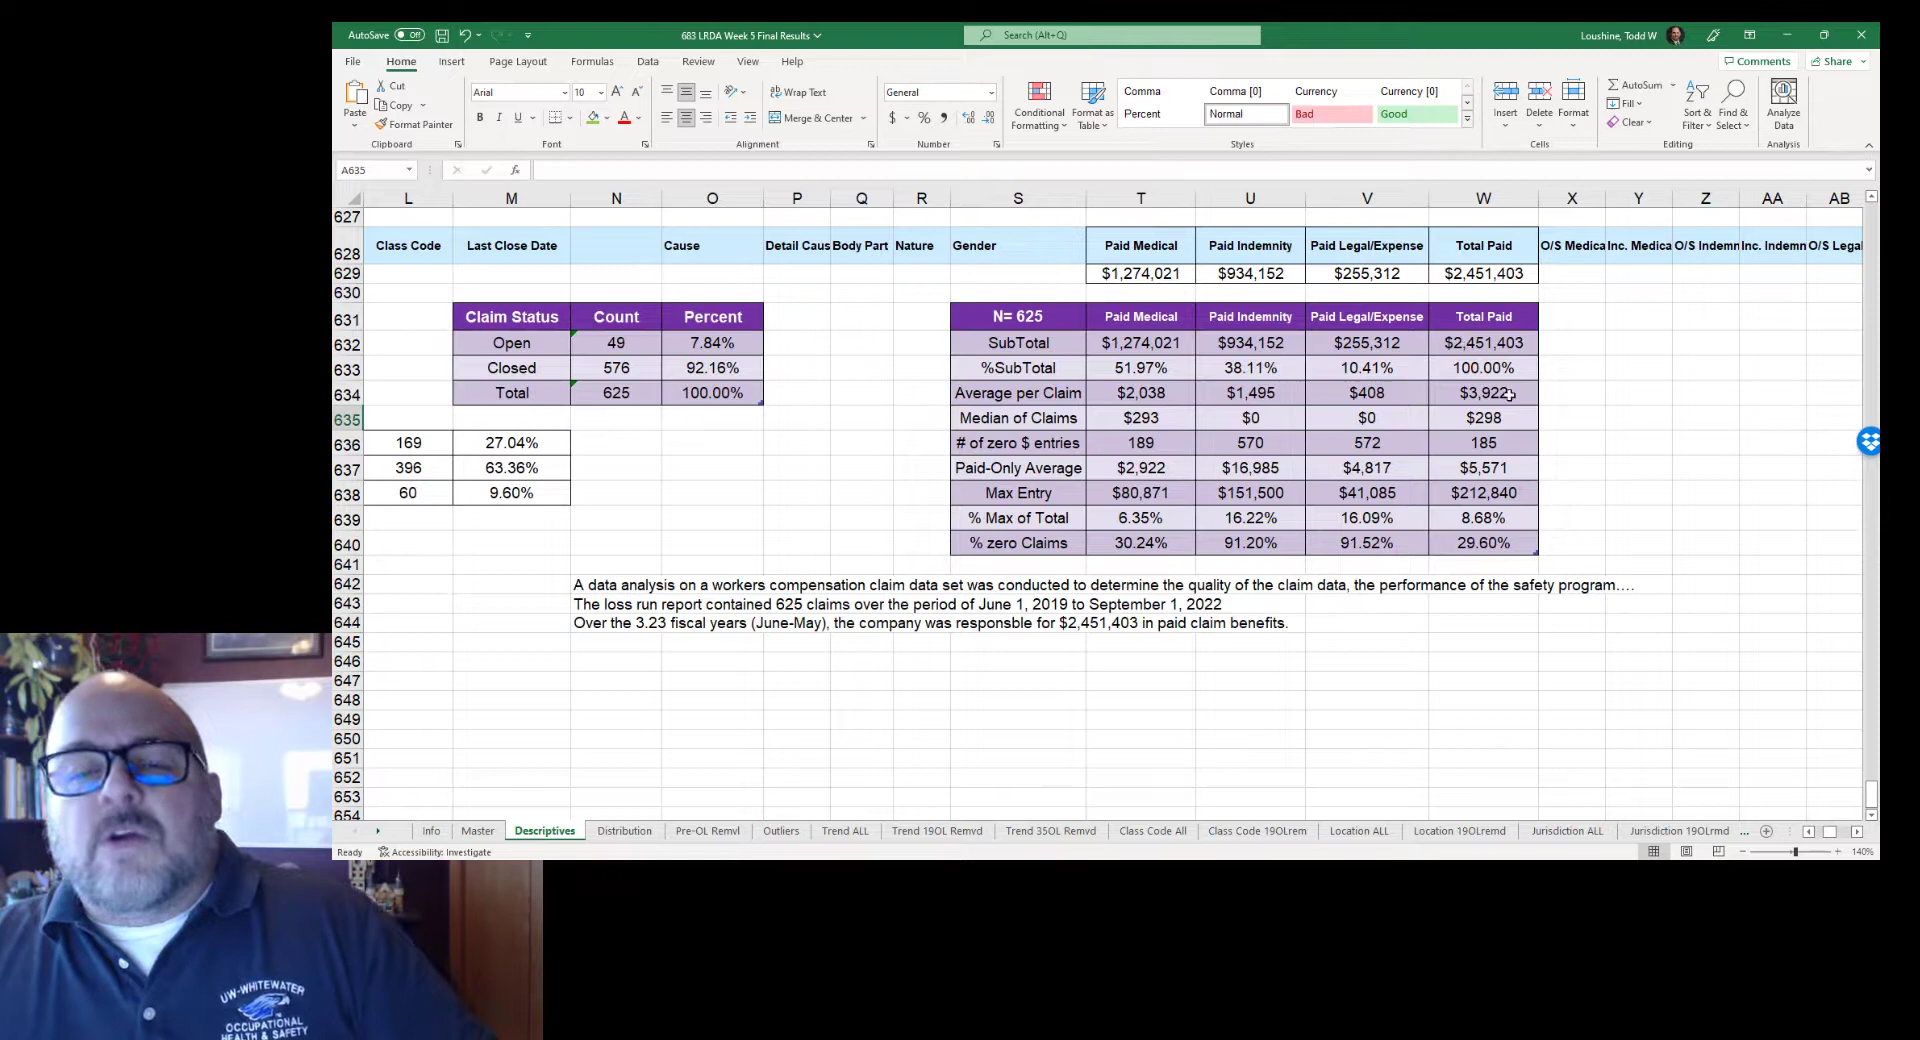 AutoSave Off
683 LRDA Week 5 Final Results
Search (Alt+Q)
Loushine, Todd W
File Home Insert Page Layout Formulas Data Review View Help
Comments Share
Paste
Cut
Copy
Format Painter
Clipboard
Arial 10
B I U
Font
Wrap Text
Merge & Center
Alignment
General
$ % 9
Number
Conditional Formatting
Format as Table
Comma Comma [0] Currency Currency [0]
Percent Normal Bad Good
Styles
Insert Delete Format
Cells
AutoSum
Fill
Clear
Sort & Filter
Find & Select
Editing
Analyze Data
Analysis
A635
fx
L M N O P Q R S T U V W X Y Z AA AB
627
628 Class Code Last Close Date Cause Detail Caus Body Part Nature Gender Paid Medical Paid Indemnity Paid Legal/Expense Total Paid O/S Medica Inc. Medica O/S Indemn Inc. Indemn O/S Legal
629 $1,274,021 $934,152 $255,312 $2,451,403
630
631 Claim Status Count Percent N= 625 Paid Medical Paid Indemnity Paid Legal/Expense Total Paid
632 Open 49 7.84% SubTotal $1,274,021 $934,152 $255,312 $2,451,403
633 Closed 576 92.16% %SubTotal 51.97% 38.11% 10.41% 100.00%
634 Total 625 100.00% Average per Claim $2,038 $1,495 $408 $3,922
635 Median of Claims $293 $0 $0 $298
636 169 27.04% # of zero $ entries 189 570 572 185
637 396 63.36% Paid-Only Average $2,922 $16,985 $4,817 $5,571
638 60 9.60% Max Entry $80,871 $151,500 $41,085 $212,840
639 % Max of Total 6.35% 16.22% 16.09% 8.68%
640 % zero Claims 30.24% 91.20% 91.52% 29.60%
641
642 A data analysis on a workers compensation claim data set was conducted to determine the quality of the claim data, the performance of the safety program….
643 The loss run report contained 625 claims over the period of June 1, 2019 to September 1, 2022
644 Over the 3.23 fiscal years (June-May), the company was responsble for $2,451,403 in paid claim benefits.
645
646
647
648
649
650
651
652
653
654
Info Master Descriptives Distribution Pre-OL Remvl Outliers Trend ALL Trend 19OL Remvd Trend 35OL Remvd Class Code All Class Code 19OLrem Location ALL Location 19OLremd Jurisdiction ALL Jurisdiction 19OLrmd ...
Ready Accessibility: Investigate 140%
UW-WHITEWATER
OCCUPATIONAL
HEALTH & SAFETY